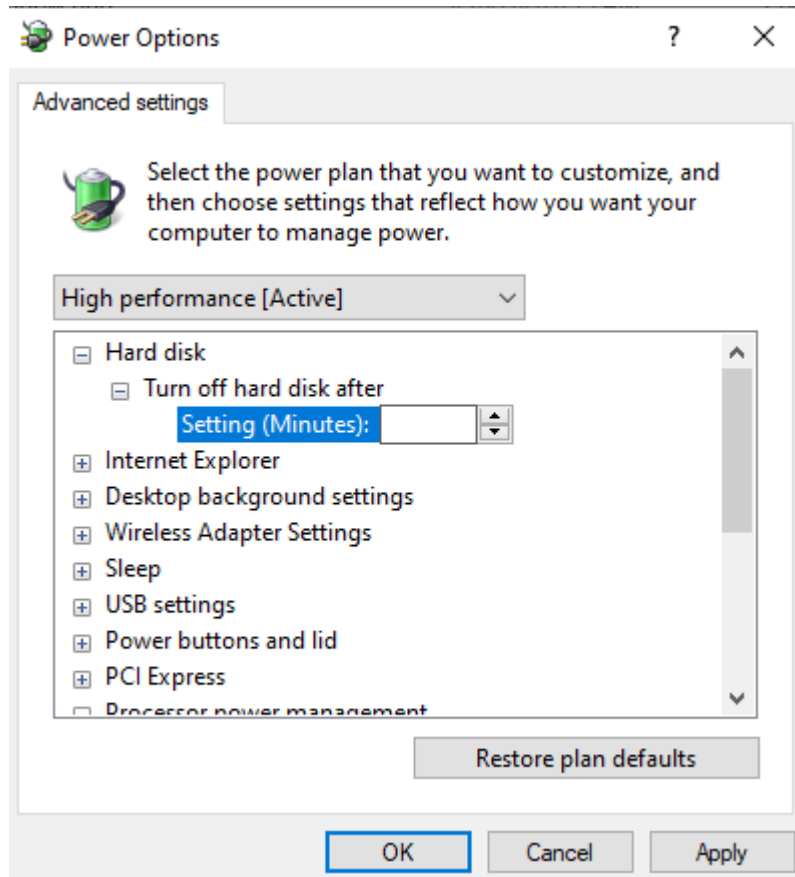 Power Options
Advanced settings
Select the power plan that you want to customize, and
then choose settings that reflect how you want your
computer to manage power.
High performance [Active]
Hard disk
Turn off hard disk after
Setting (Minutes):
Internet Explorer
Desktop background settings
Wireless Adapter Settings
Sleep
USB settings
Power buttons and lid
PCI Express
Processor power management
Restore plan defaults
OK Cancel Apply